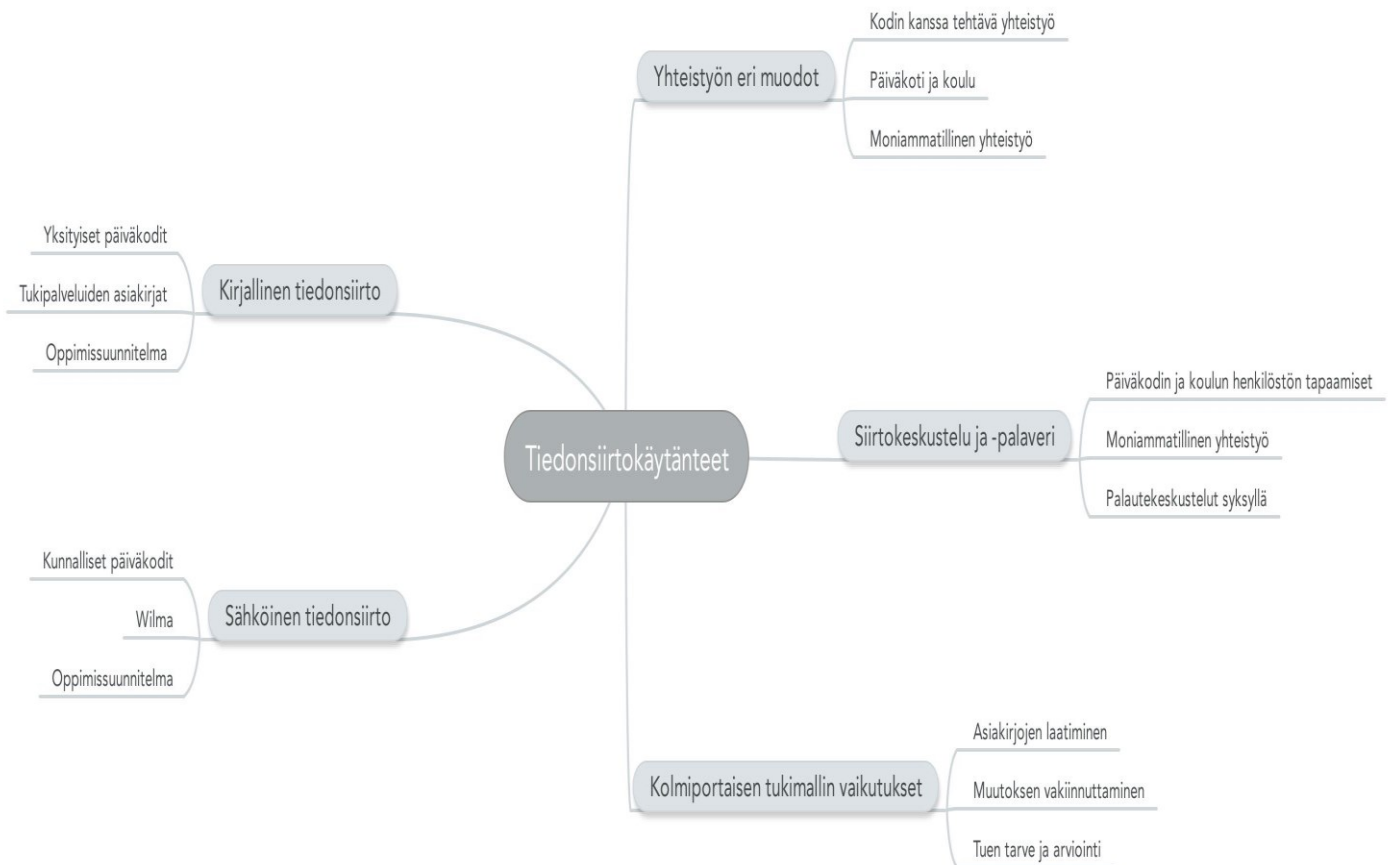 Kodin kanssa tehtävä yhteistyö
Yhteistyön eri muodot
Päiväkoti ja koulu
Moniammatillinen yhteistyö
Yksityiset päiväkodit
Kirjallinen tiedonsiirto
Tukipalveluiden asiakirjat
Oppimissuunnitelma
Tiedonsiirtokäytänteet
Päiväkodin ja koulun henkilöstön tapaamiset
Siirtokeskustelu ja -palaveri
Moniammatillinen yhteistyö
Palautekeskustelut syksyllä
Kunnalliset päiväkodit
Sähköinen tiedonsiirto
Wilma
Oppimissuunnitelma
Asiakirjojen laatiminen
Kolmiportaisen tukimallin vaikutukset
Muutoksen vakiinnuttaminen
Tuen tarve ja arviointi